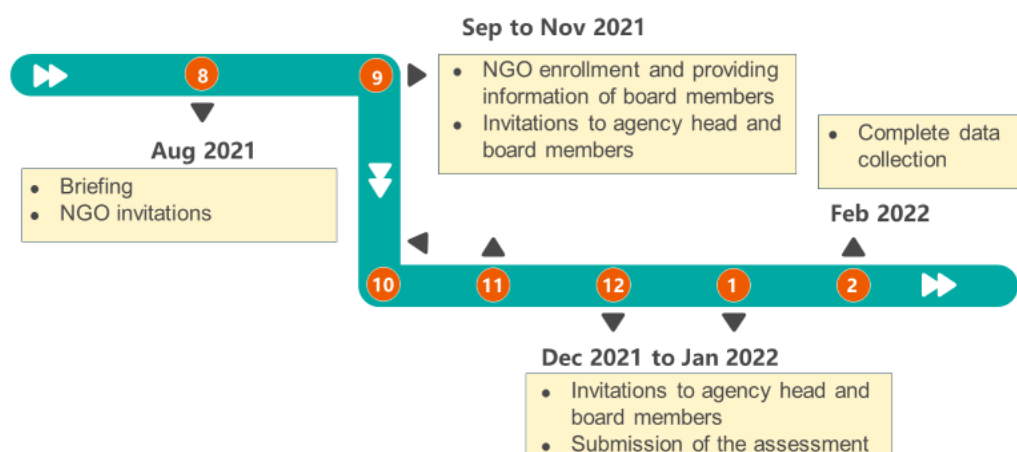 Sep to Nov 2021
8
9
• NGO enrollment and providing
information of board members
• Invitations to agency head and
board members
Aug 2021
• Briefing
• NGO invitations
• Complete data
collection
Feb 2022
10
11
12
1
2
Dec 2021 to Jan 2022
• Invitations to agency head and
board members
• Submission of the assessment